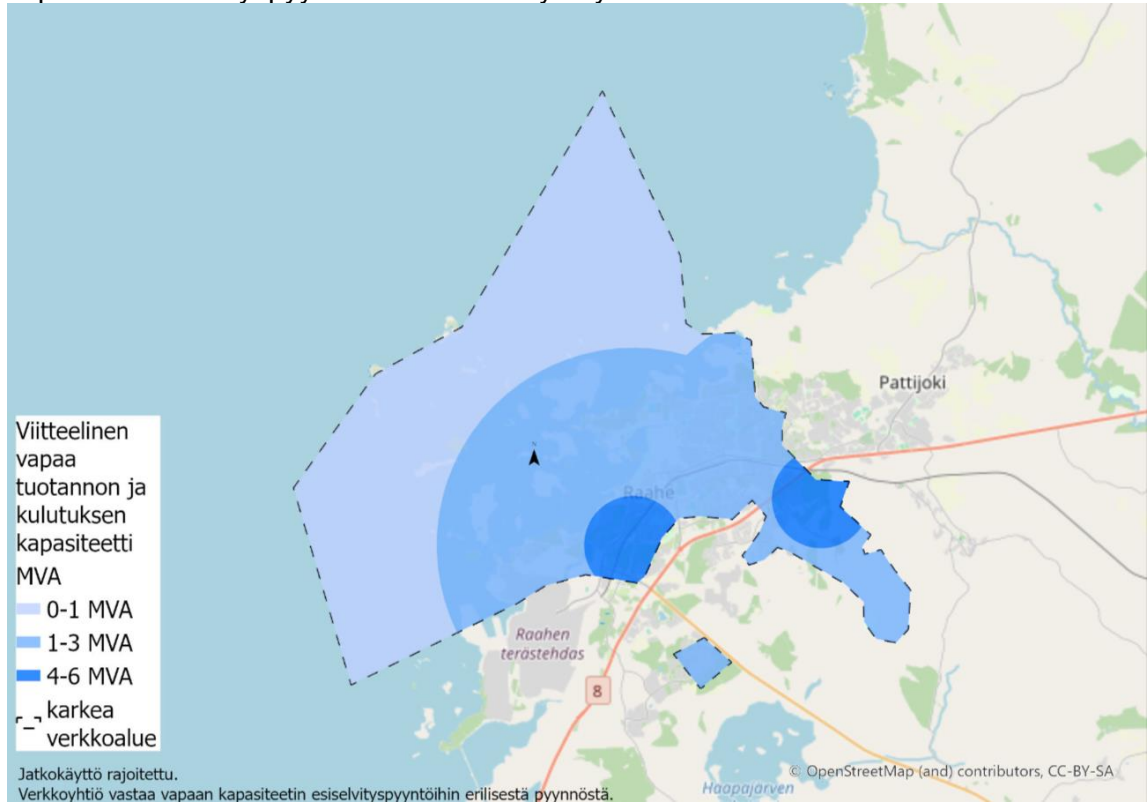 Viitteelinen
vapaa
tuotannon ja
kulutuksen
kapasiteetti
MVA
0-1 MVA
1-3 MVA
4-6 MVA
karkea
verkkoalue
Pattijoki
Raahe
Raahen
terästehdas
8
Haapajärven
N
Jatkokäyttö rajoitettu.
© OpenStreetMap (and) contributors, CC-BY-SA
Verkkoyhtiö vastaa vapaan kapasiteetin esiselvityspyyntöihin erilisestä pyynnöstä.